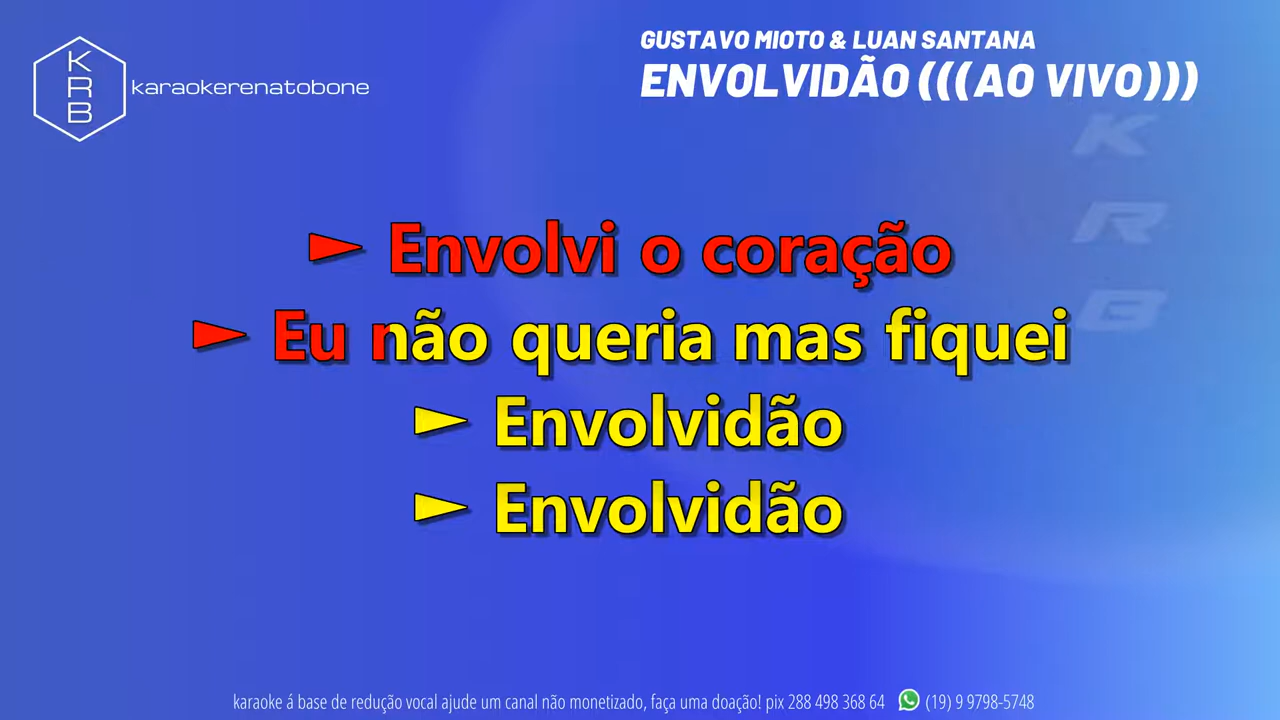 K
R
B
karaokerenatobone
GUSTAVO MIOTO & LUAN SANTANA
ENVOLVIDÃO (((AO VIVO)))
K
R
B
► Envolvi o coração
► Eu não queria mas fiquei
► Envolvidão
► Envolvidão
karaoke á base de redução vocal ajude um canal não monetizado, faça uma doação! pix 288 498 368 64 (19) 9 9798-5748